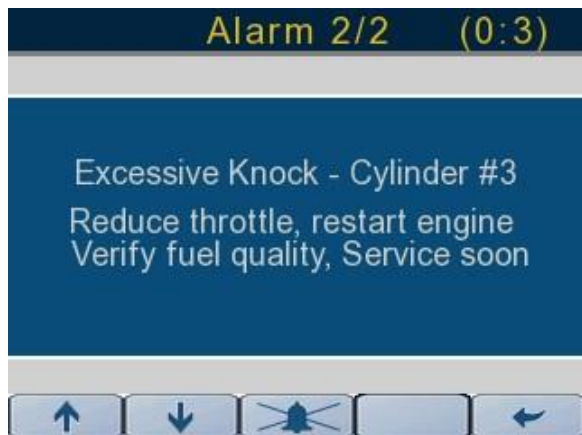 Alarm 2/2 (0:3)
Excessive Knock - Cylinder #3
Reduce throttle, restart engine
Verify fuel quality, Service soon